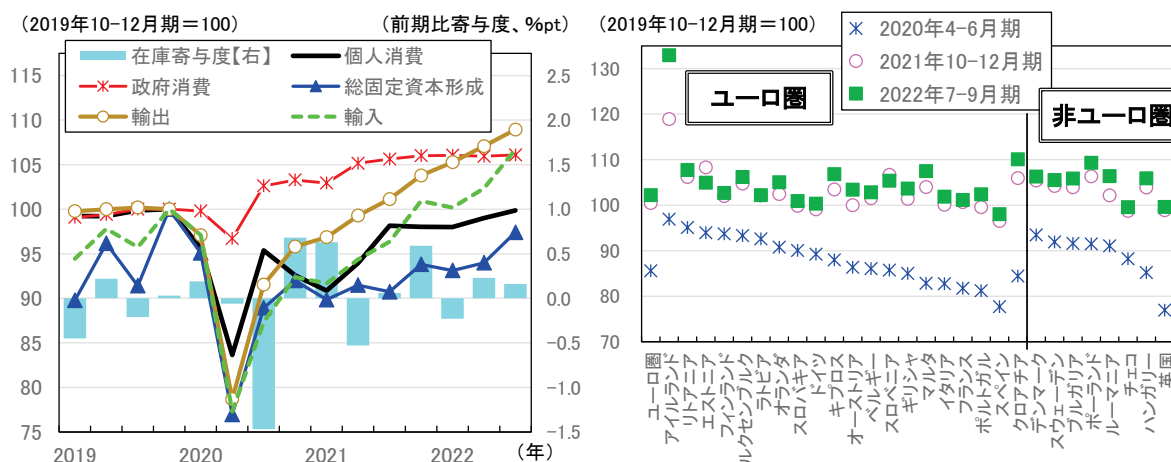 （2019年10-12月期＝100）
（前期比寄与度、%pt）
在庫寄与度【右】
個人消費
政府消費
総固定資本形成
輸出
輸入
115
110
105
100
95
90
85
80
75
2.5
2.0
1.5
1.0
0.5
0.0
−0.5
−1.0
−1.5
2019
2020
2021
2022
（年）
（2019年10-12月期＝100）
2020年4-6月期
2021年10-12月期
2022年7-9月期
ユーロ圏
非ユーロ圏
130
120
110
100
90
80
70
ユーロ圏
アイルランド
リトアニア
エストニア
フィンランド
ルクセンブルク
ラトビア
オランダ
スロバキア
ドイツ
キプロス
オーストリア
ベルギー
スロベニア
ギリシャ
マルタ
イタリア
フランス
ポルトガル
スペイン
クロアチア
デンマーク
スウェーデン
ブルガリア
ポーランド
ルーマニア
チェコ
ハンガリー
英国